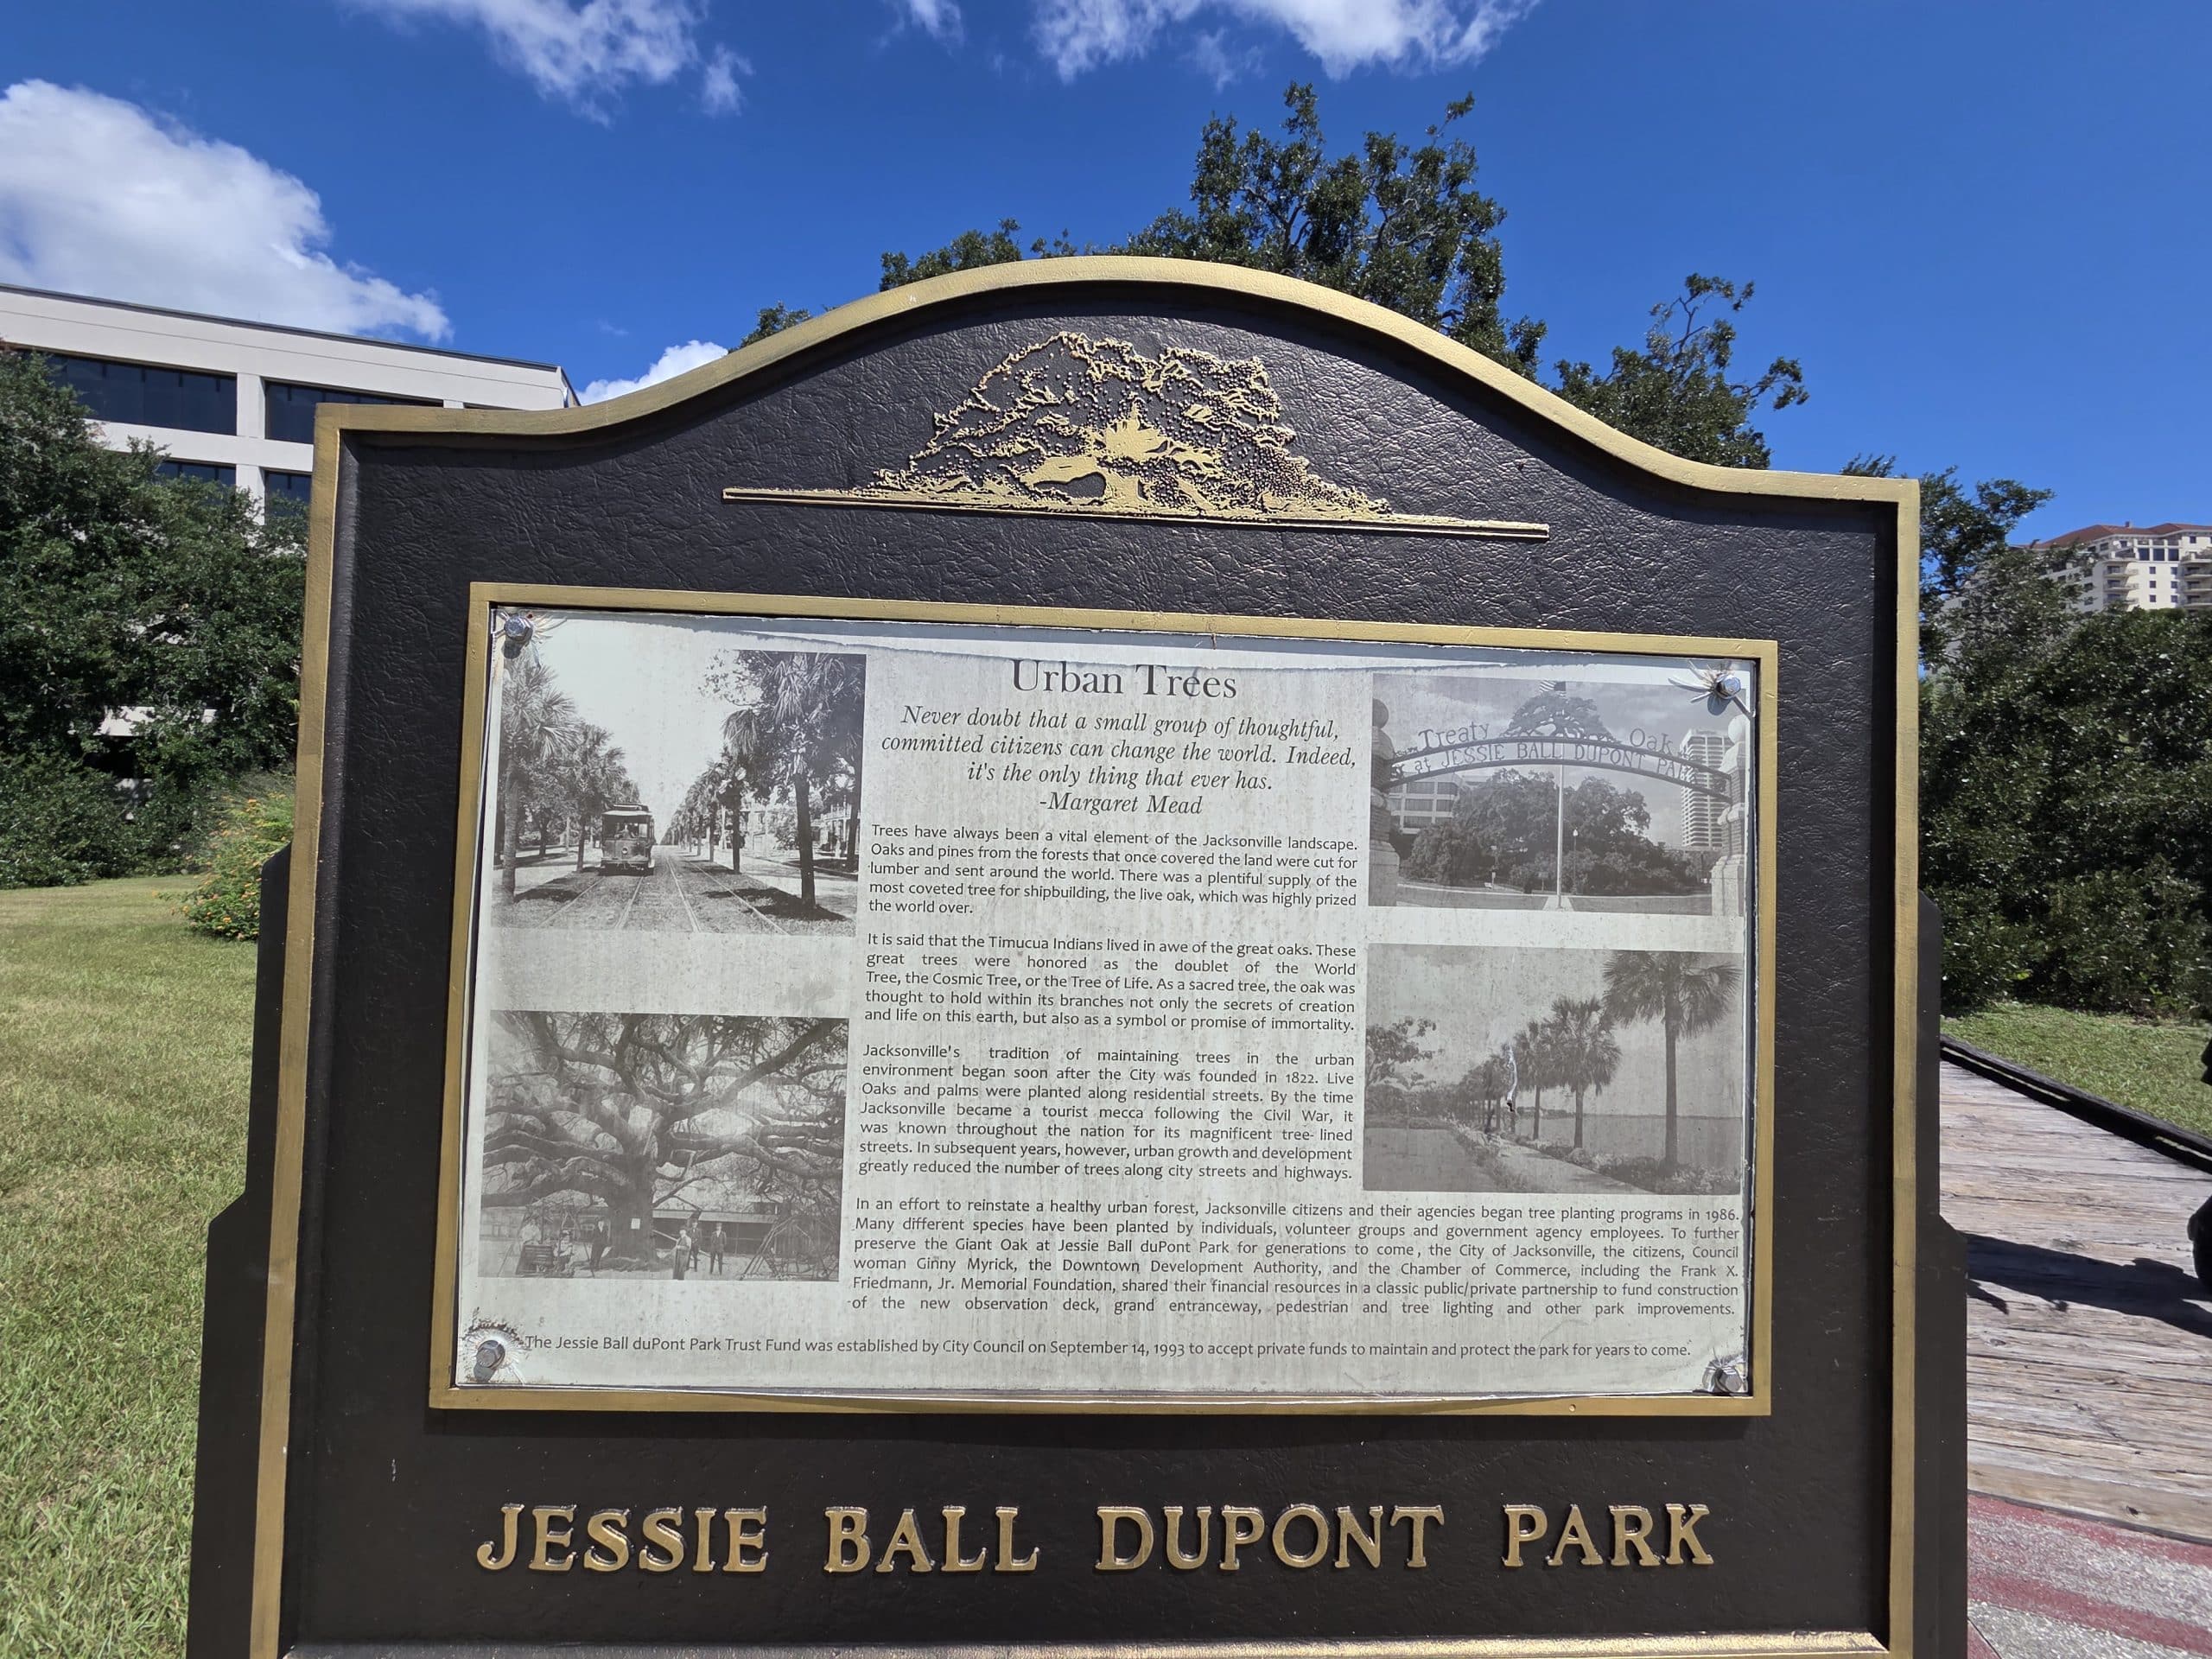 Urban Trees
Never doubt that a small group of thoughtful,
committed citizens can change the world. Indeed,
it's the only thing that ever has.
-Margaret Mead
Trees have always been a vital element of the Jacksonville landscape.
Oaks and pines from the forests that once covered the land were cut for
lumber and sent around the world. There was a plentiful supply of the
most coveted tree for shipbuilding, the live oak, which was highly prized
the world over.
It is said that the Timucua Indians lived in awe of the great oaks. These
great trees were honored as the doublet of the World
Tree, the Cosmic Tree, or the Tree of Life. As a sacred tree, the oak was
thought to hold within its branches not only the secrets of creation
and life on this earth, but also as a symbol or promise of immortality.
Jacksonville's tradition of maintaining trees in the urban
environment began soon after the City was founded in 1822. Live
Oaks and palms were planted along residential streets. By the time
Jacksonville became a tourist mecca following the Civil War, it
was known throughout the nation for its magnificent tree- lined
streets. In subsequent years, however, urban growth and development
greatly reduced the number of trees along city streets and highways.
In an effort to reinstate a healthy urban forest, Jacksonville citizens and their agencies began tree planting programs in 1986.
Many different species have been planted by individuals, volunteer groups and government agency employees. To further
preserve the Giant Oak at Jessie Ball duPont Park for generations to come, the City of Jacksonville, the citizens, Council
woman Ginny Myrick, the Downtown Development Authority, and the Chamber of Commerce, including the Frank X.
Friedmann, Jr. Memorial Foundation, shared their financial resources in a classic public/private partnership to fund construction
of the new observation deck, grand entranceway, pedestrian and tree lighting and other park improvements.
The Jessie Ball duPont Park Trust Fund was established by City Council on September 14, 1993 to accept private funds to maintain and protect the park for years to come.
Treaty Oak
at JESSIE BALL DUPONT PARK
JESSIE BALL DUPONT PARK